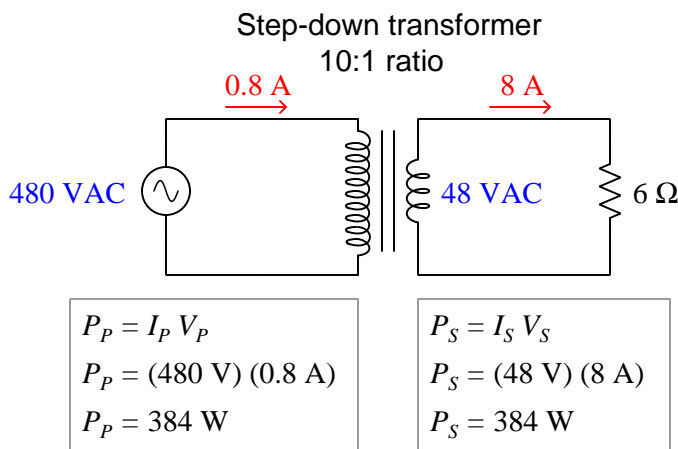 Step-down transformer
10:1 ratio
0.8 A
8 A
480 VAC
48 VAC
6 Ω
P_P = I_P V_P
P_P = (480 V) (0.8 A)
P_P = 384 W
P_S = I_S V_S
P_S = (48 V) (8 A)
P_S = 384 W